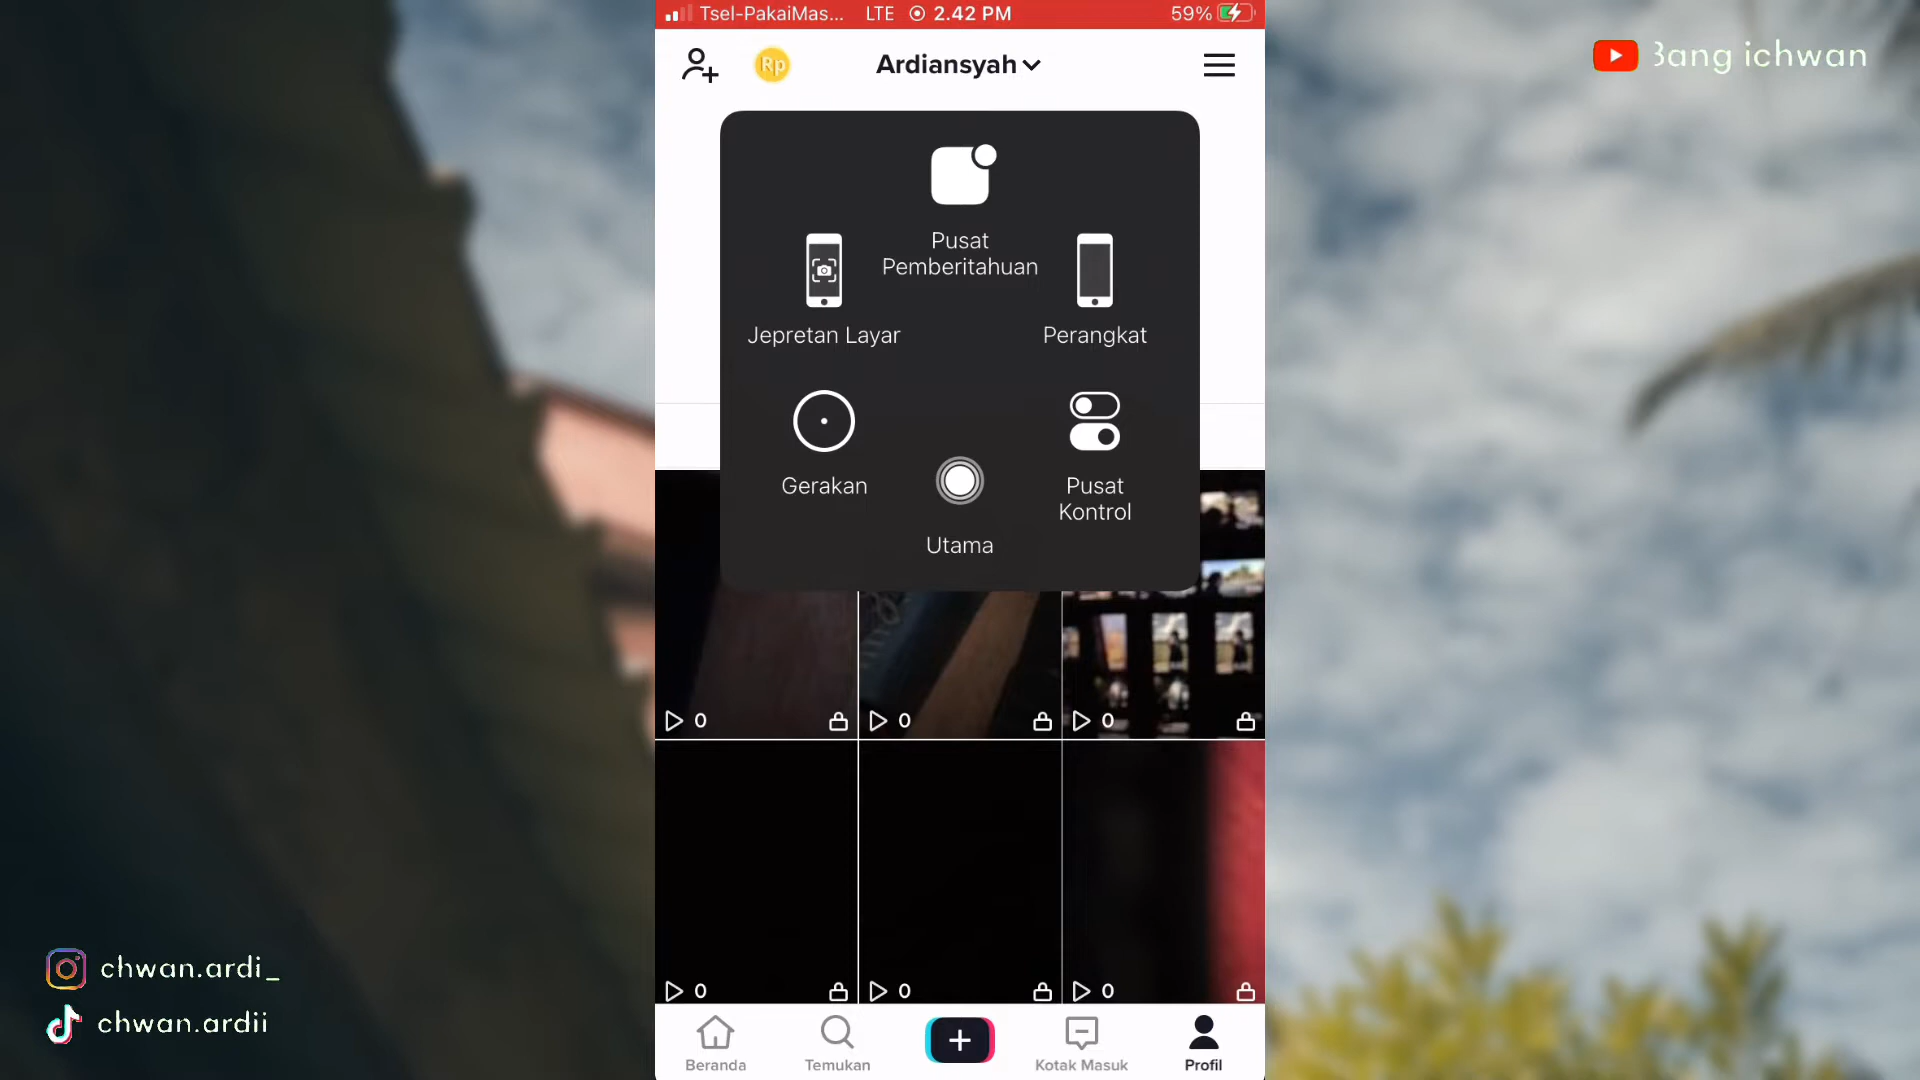 Tsel-PakaiMas... LTE 2.42 PM 59%
Rp Ardiansyah
Bang ichwan
Pusat
Pemberitahuan
Jepretan Layar
Perangkat
Gerakan
Pusat
Kontrol
Utama
0 0 0
0 0 0
chwan.ardi_
chwan.ardii
Beranda Temukan Kotak Masuk Profil